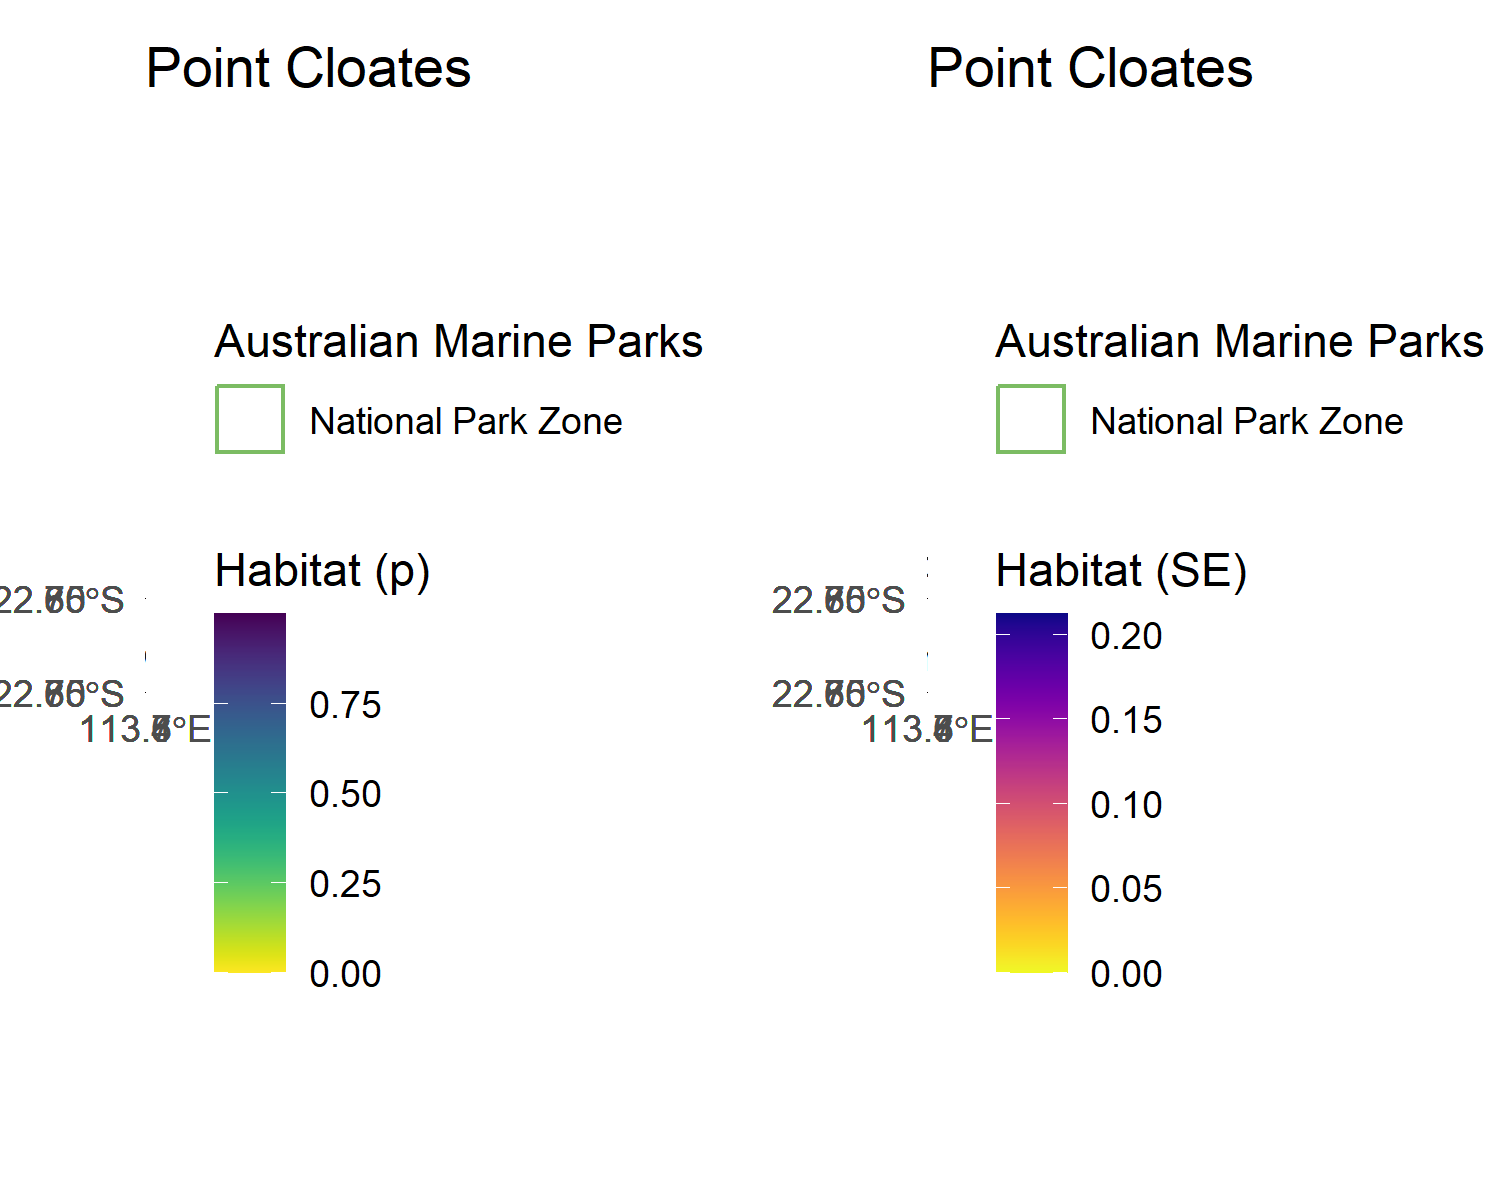 Point Cloates
Australian Marine Parks
National Park Zone
Habitat (p)
0.75
0.50
0.25
0.00
Point Cloates
Australian Marine Parks
National Park Zone
Habitat (SE)
0.20
0.15
0.10
0.05
0.00